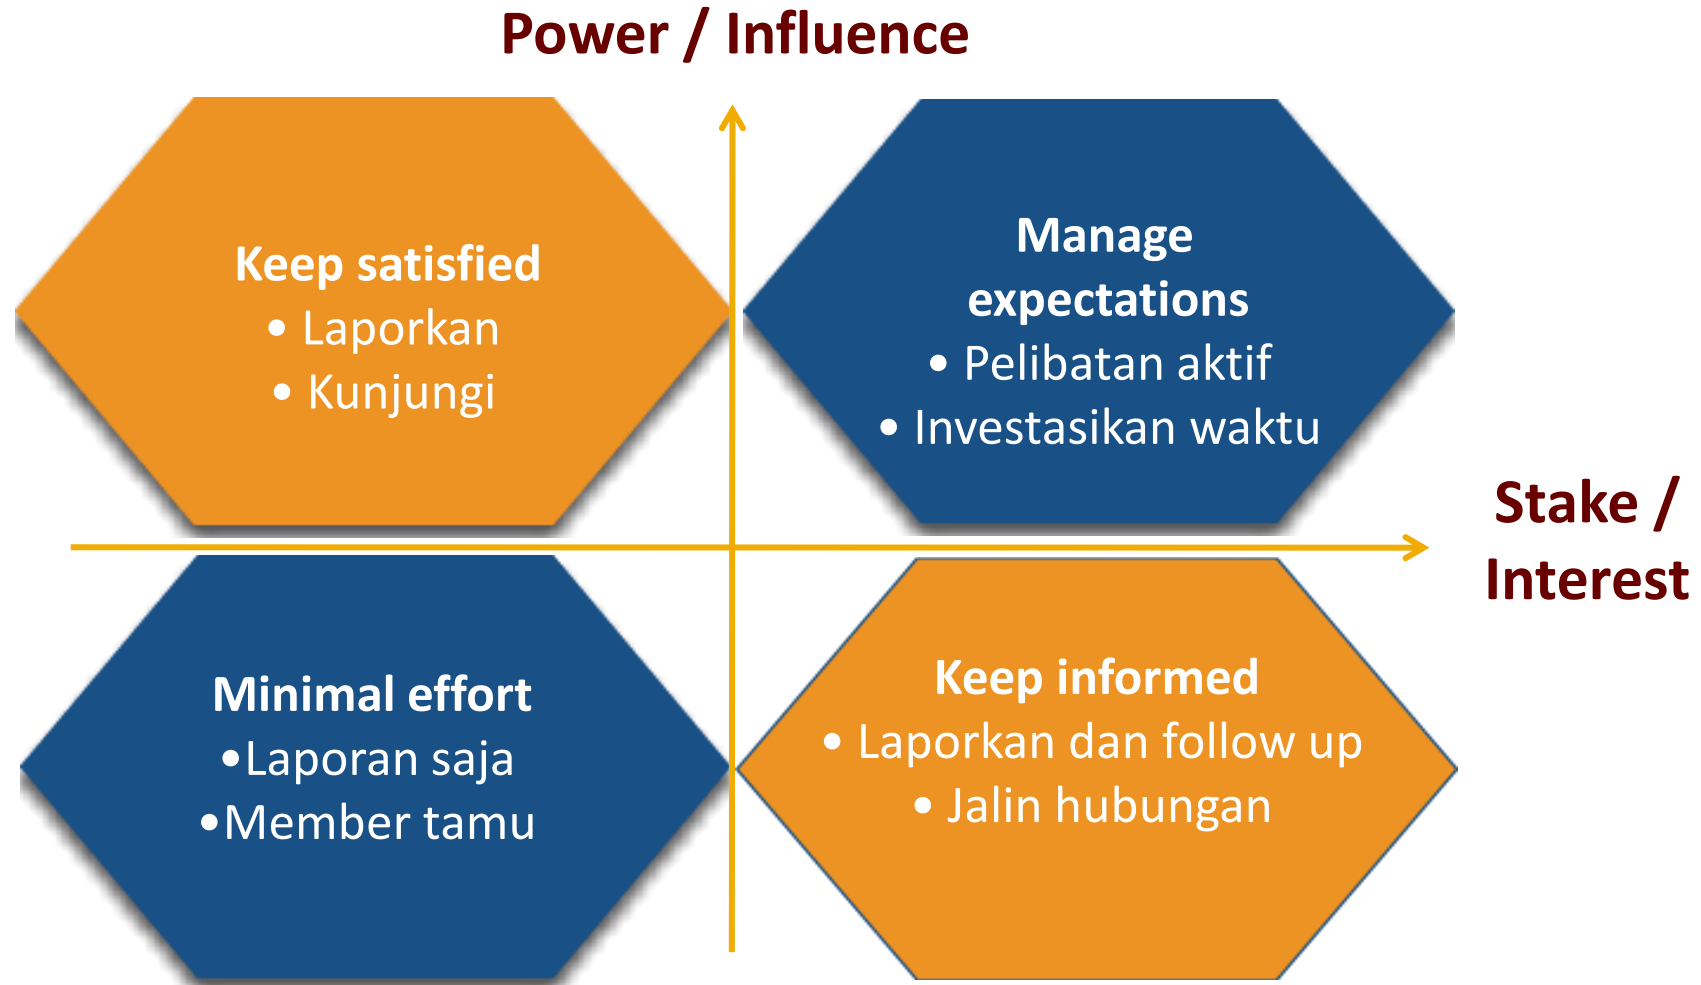 Power / Influence
Keep satisfied
• Laporkan
• Kunjungi
Manage
expectations
• Pelibatan aktif
• Investasikan waktu
Stake /
Interest
Minimal effort
•Laporan saja
•Member tamu
Keep informed
• Laporkan dan follow up
• Jalin hubungan